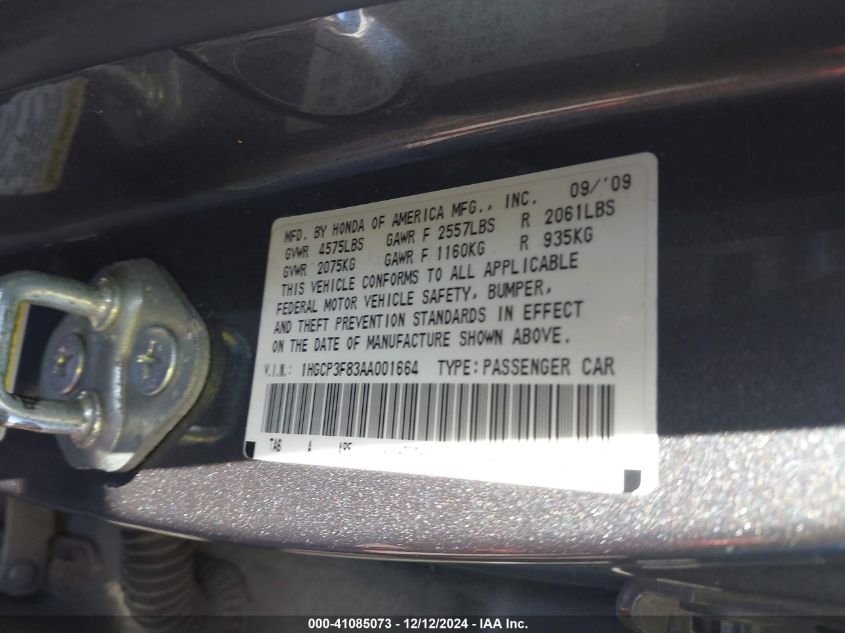 MFD. BY HONDA OF AMERICA MFG., INC. 09/'09
GVWR 4575LBS GAWR F 2557LBS R 2061LBS
GVWR 2075KG GAWR F 1160KG R 935KG
THIS VEHICLE CONFORMS TO ALL APPLICABLE
FEDERAL MOTOR VEHICLE SAFETY, BUMPER,
AND THEFT PREVENTION STANDARDS IN EFFECT
ON THE DATE OF MANUFACTURE SHOWN ABOVE.
V.I.N.: 1HGCP3F83AA001664 TYPE:PASSENGER CAR
TA6 A
000-41085073 - 12/12/2024 - IAA Inc.